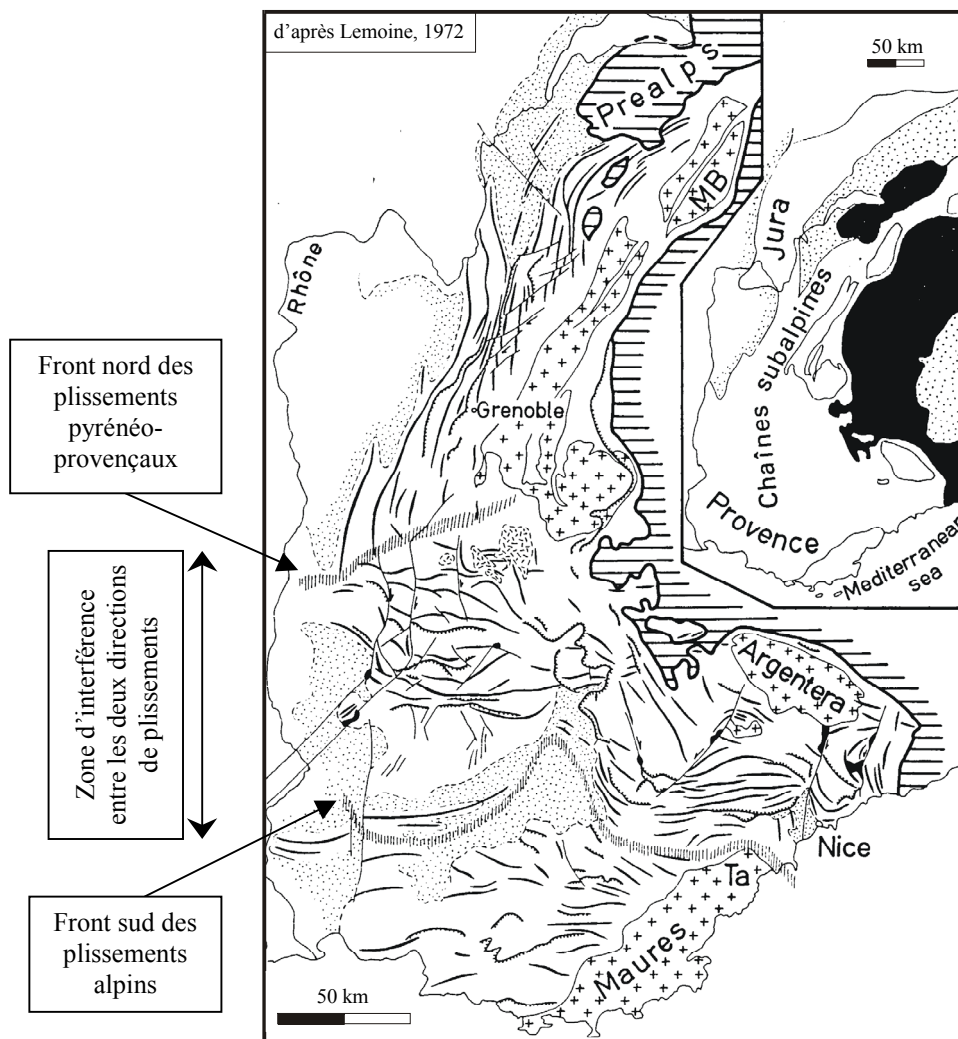 d'après Lemoine, 1972
50 km
Prealps
MB
Jura
Rhône
Chaînes subalpines
Front nord des
plissements
pyrénéo-
provençaux
Grenoble
Provence
Mediterranean
sea
Zone d'interférence
entre les deux directions
de plissements
Argentera
Nice
Ta
Front sud des
plissements
alpins
Maures
50 km